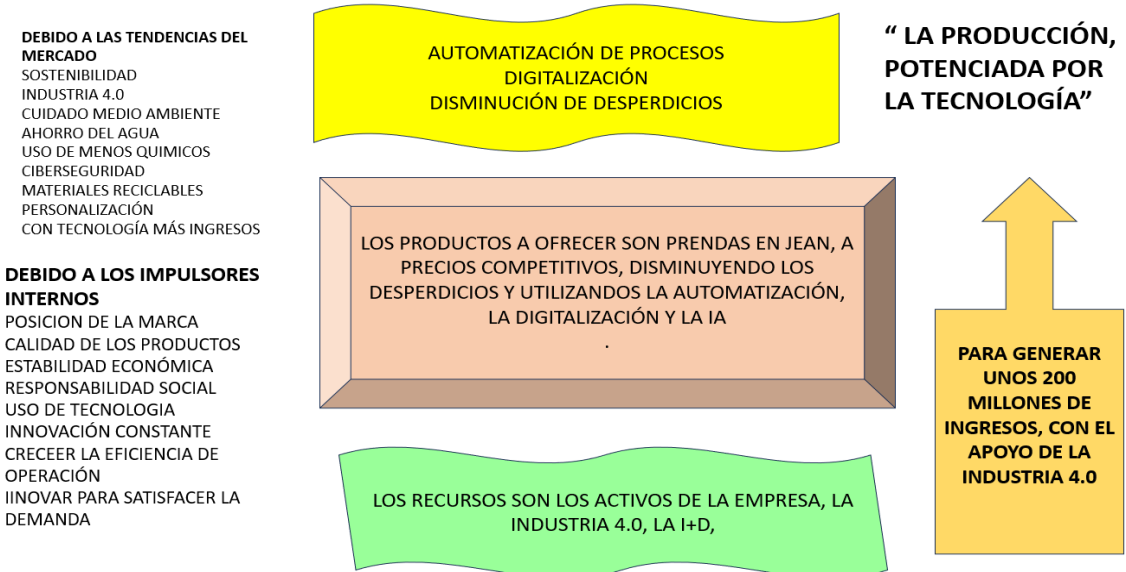 DEBIDO A LAS TENDENCIAS DEL
MERCADO
SOSTENIBILIDAD
INDUSTRIA 4.0
CUIDADO MEDIO AMBIENTE
AHORRO DEL AGUA
USO DE MENOS QUIMICOS
CIBERSEGURIDAD
MATERIALES RECICLABLES
PERSONALIZACIÓN
CON TECNOLOGÍA MÁS INGRESOS
DEBIDO A LOS IMPULSORES
INTERNOS
POSICION DE LA MARCA
CALIDAD DE LOS PRODUCTOS
ESTABILIDAD ECONÓMICA
RESPONSABILIDAD SOCIAL
USO DE TECNOLOGIA
INNOVACIÓN CONSTANTE
CRECEER LA EFICIENCIA DE
OPERACIÓN
IINOVAR PARA SATISFACER LA
DEMANDA
AUTOMATIZACIÓN DE PROCESOS
DIGITALIZACIÓN
DISMINUCIÓN DE DESPERDICIOS
LOS PRODUCTOS A OFRECER SON PRENDAS EN JEAN, A
PRECIOS COMPETITIVOS, DISMINUYENDO LOS
DESPERDICIOS Y UTILIZANDOS LA AUTOMATIZACIÓN,
LA DIGITALIZACIÓN Y LA IA
.
LOS RECURSOS SON LOS ACTIVOS DE LA EMPRESA, LA
INDUSTRIA 4.0, LA I+D,
“ LA PRODUCCIÓN,
POTENCIADA POR
LA TECNOLOGÍA”
PARA GENERAR
UNOS 200
MILLONES DE
INGRESOS, CON EL
APOYO DE LA
INDUSTRIA 4.0